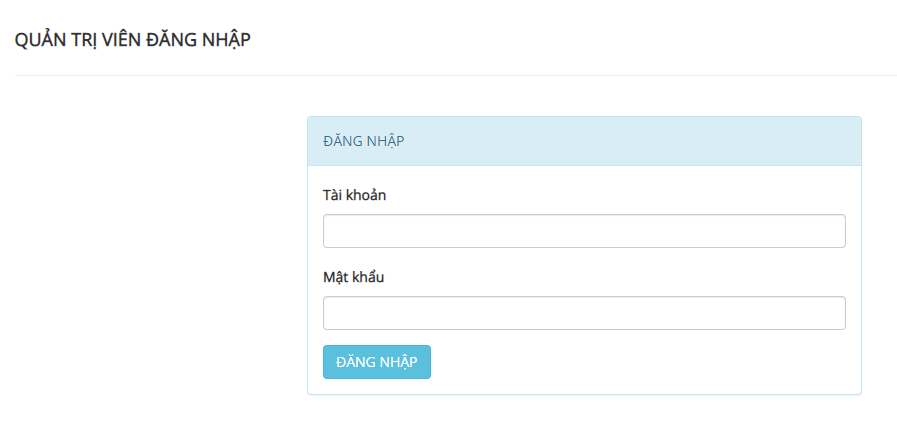 QUẢN TRỊ VIÊN ĐĂNG NHẬP
ĐĂNG NHẬP
Tài khoản
Mật khẩu
ĐĂNG NHẬP